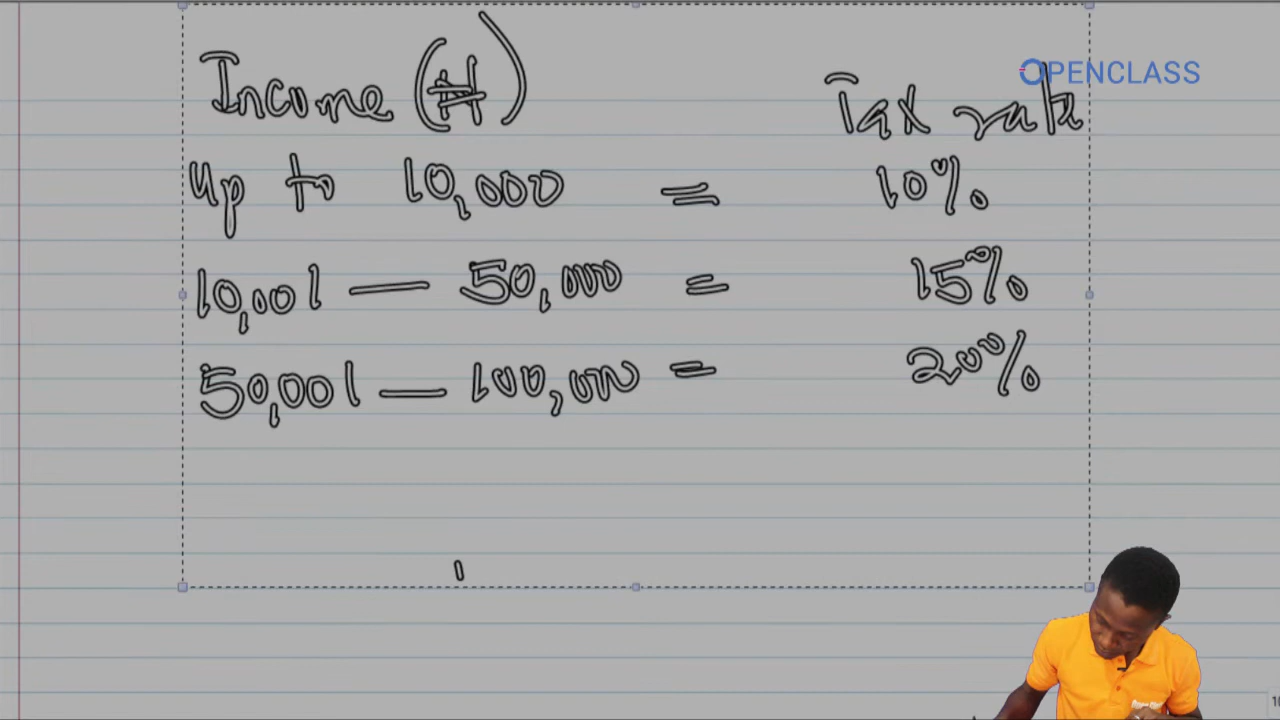 OPENCLASS
Income (₦) Tax rate
Up to 10,000 = 10%
10,001 — 50,000 = 15%
50,001 — 100,000 = 20%